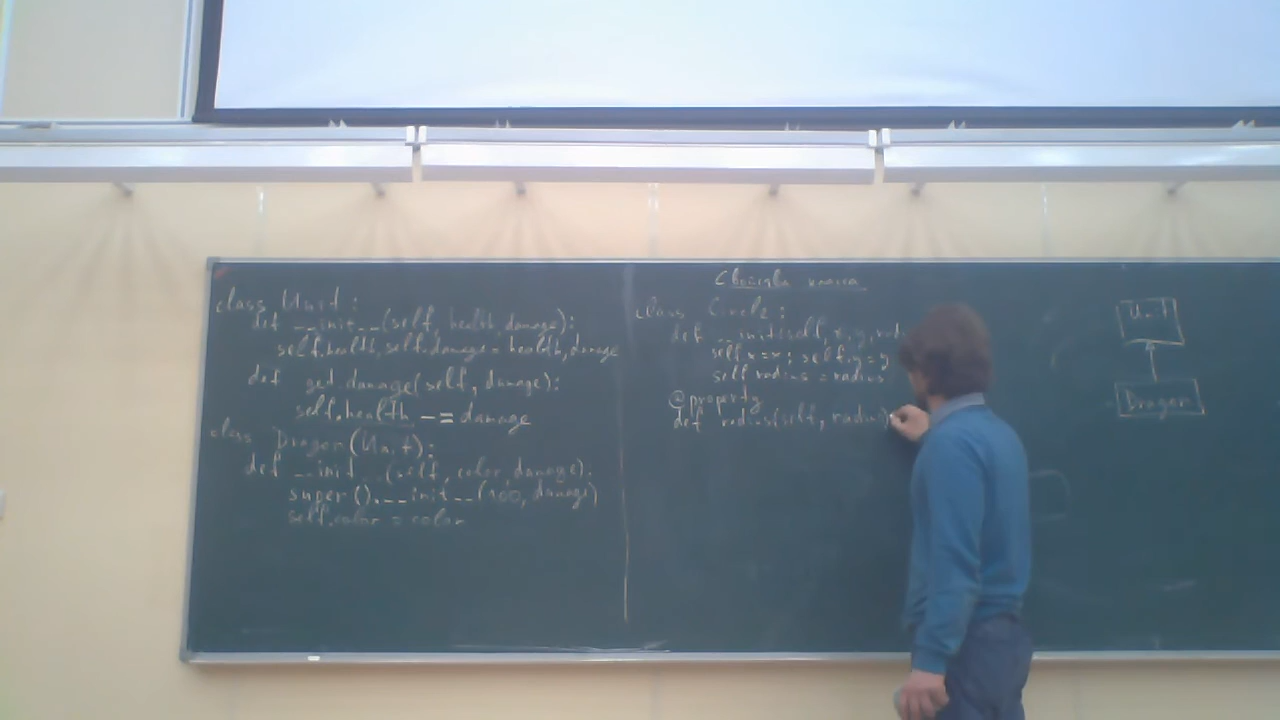 class Unit:
def __init__(self, health, damage):
self.health, self.damage = health, damage
def get_damage(self, damage):
self.health -= damage
class Dragon(Unit):
def __init__(self, color, damage):
super().__init__(100, damage)
self.color = color
Свойства класса
class Circle:
def __init__(self, x, y, rad
self.x = x; self.y = y
self.radius = radius
@property
def radius(self, radius)
Unit
Dragon